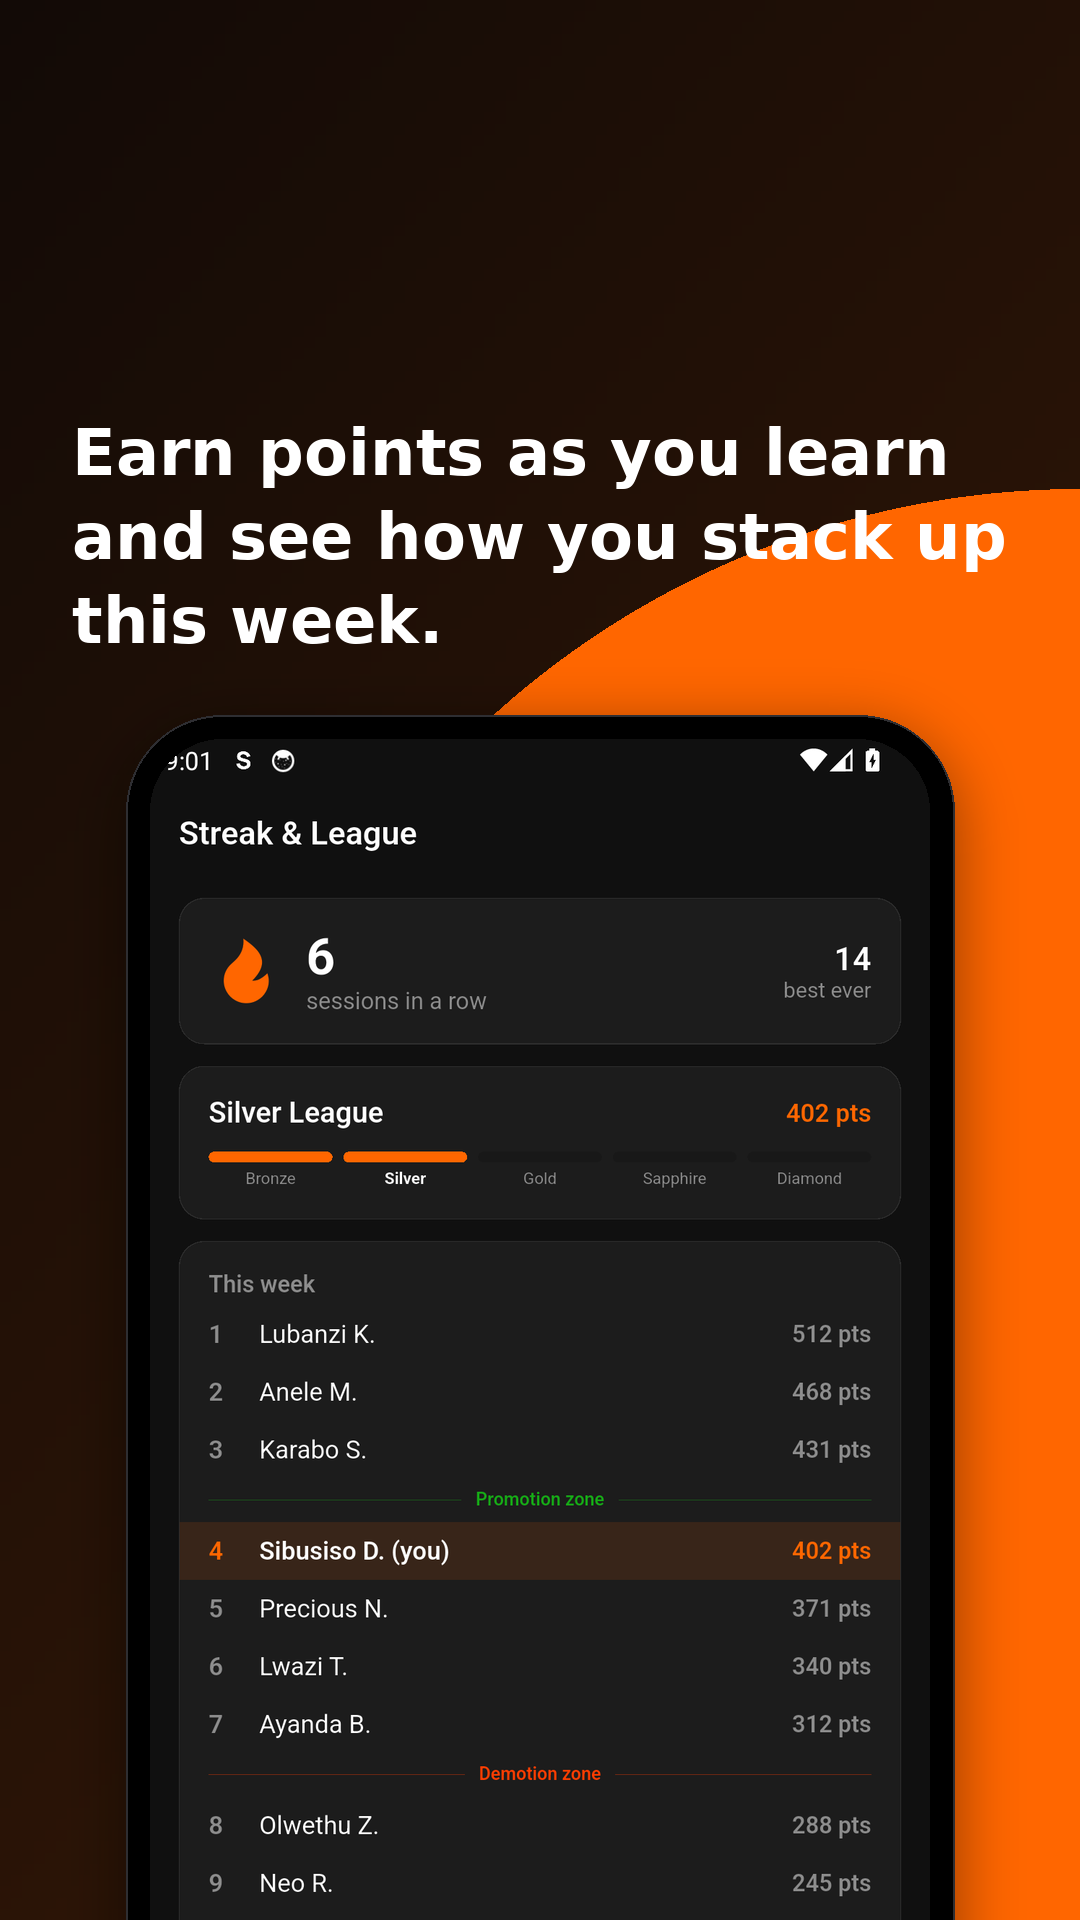 Earn points as you learn
and see how you stack up
this week.
9:01 S
Streak & League
6
sessions in a row
14
best ever
Silver League 402 pts
Bronze Silver Gold Sapphire Diamond
This week
1 Lubanzi K. 512 pts
2 Anele M. 468 pts
3 Karabo S. 431 pts
Promotion zone
4 Sibusiso D. (you) 402 pts
5 Precious N. 371 pts
6 Lwazi T. 340 pts
7 Ayanda B. 312 pts
Demotion zone
8 Olwethu Z. 288 pts
9 Neo R. 245 pts